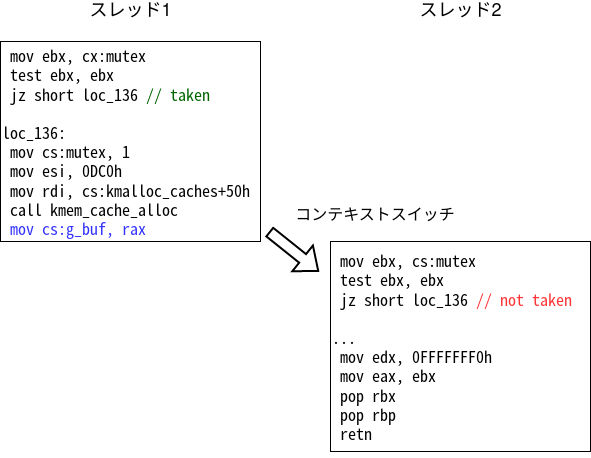 スレッド1
mov ebx, cx:mutex
test ebx, ebx
jz short loc_136 // taken
loc_136:
mov cs:mutex, 1
mov esi, 0DC0h
mov rdi, cs:kmalloc_caches+50h
call kmem_cache_alloc
mov cs:g_buf, rax
コンテキストスイッチ
スレッド2
mov ebx, cs:mutex
test ebx, ebx
jz short loc_136 // not taken
...
mov edx, 0FFFFFFF0h
mov eax, ebx
pop rbx
pop rbp
retn